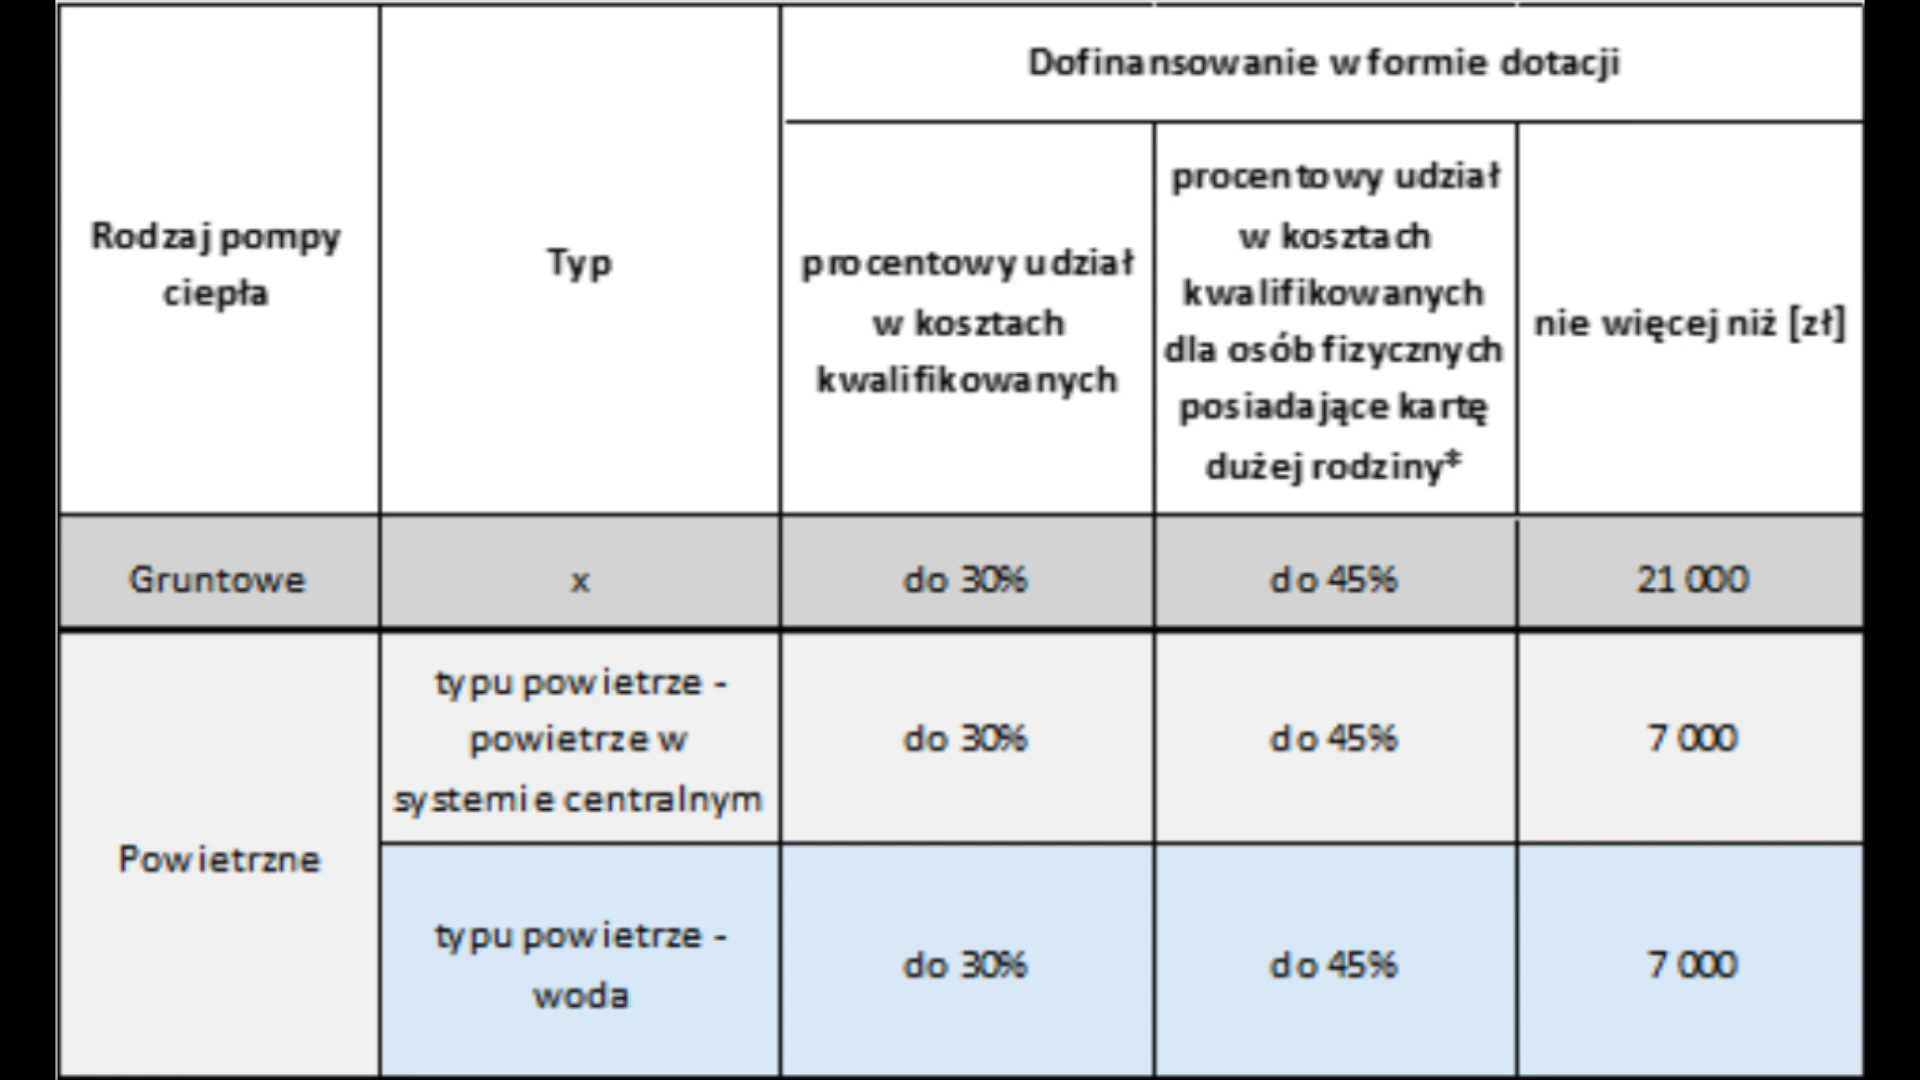 Dofinansowanie w formie dotacji
Rodzaj pompy
ciepła
Typ
procentowy udział
w kosztach
kwalifikowanych
procentowy udział
w kosztach
kwalifikowanych
dla osób fizycznych
posiadające kartę
dużej rodziny*
nie więcej niż [zł]
Gruntowe
x
do 30%
do 45%
21 000
Powietrzne
typu powietrze -
powietrze w
systemie centralnym
do 30%
do 45%
7 000
typu powietrze -
woda
do 30%
do 45%
7 000